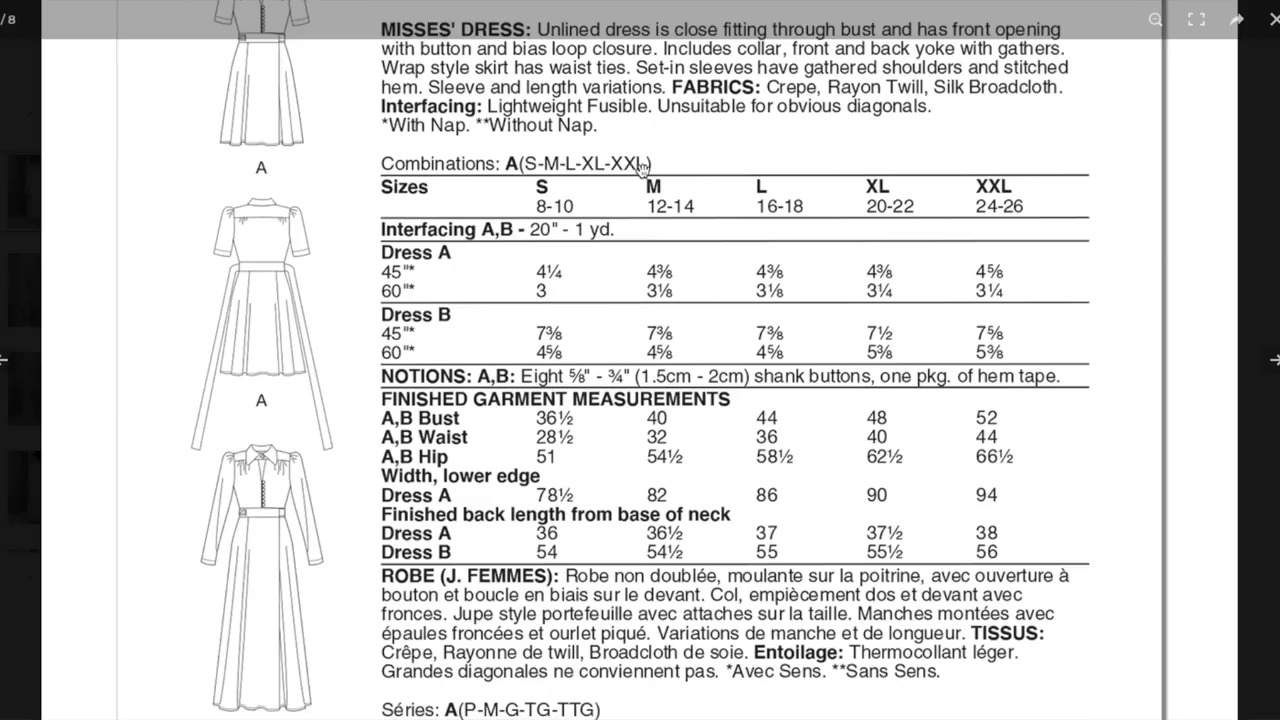 /8
MISSES' DRESS: Unlined dress is close fitting through bust and has front opening
with button and bias loop closure. Includes collar, front and back yoke with gathers.
Wrap style skirt has waist ties. Set-in sleeves have gathered shoulders and stitched
hem. Sleeve and length variations. FABRICS: Crepe, Rayon Twill, Silk Broadcloth.
Interfacing: Lightweight Fusible. Unsuitable for obvious diagonals.
*With Nap. **Without Nap.
A
Combinations: A(S-M-L-XL-XXL)
Sizes S M L XL XXL
8-10 12-14 16-18 20-22 24-26
Interfacing A,B - 20" - 1 yd.
Dress A
45"* 4¼ 4⅜ 4⅜ 4⅜ 4⅝
60"* 3 3⅛ 3⅛ 3¼ 3¼
Dress B
45"* 7⅜ 7⅜ 7⅜ 7½ 7⅝
60"* 4⅝ 4⅝ 4⅝ 5⅜ 5⅜
NOTIONS: A,B: Eight ⅝" - ¾" (1.5cm - 2cm) shank buttons, one pkg. of hem tape.
A
FINISHED GARMENT MEASUREMENTS
A,B Bust 36½ 40 44 48 52
A,B Waist 28½ 32 36 40 44
A,B Hip 51 54½ 58½ 62½ 66½
Width, lower edge
Dress A 78½ 82 86 90 94
Finished back length from base of neck
Dress A 36 36½ 37 37½ 38
Dress B 54 54½ 55 55½ 56
ROBE (J. FEMMES): Robe non doublée, moulante sur la poitrine, avec ouverture à
bouton et boucle en biais sur le devant. Col, empiècement dos et devant avec
fronces. Jupe style portefeuille avec attaches sur la taille. Manches montées avec
épaules froncées et ourlet piqué. Variations de manche et de longueur. TISSUS:
Crêpe, Rayonne de twill, Broadcloth de soie. Entoilage: Thermocollant léger.
Grandes diagonales ne conviennent pas. *Avec Sens. **Sans Sens.
Séries: A(P-M-G-TG-TTG)